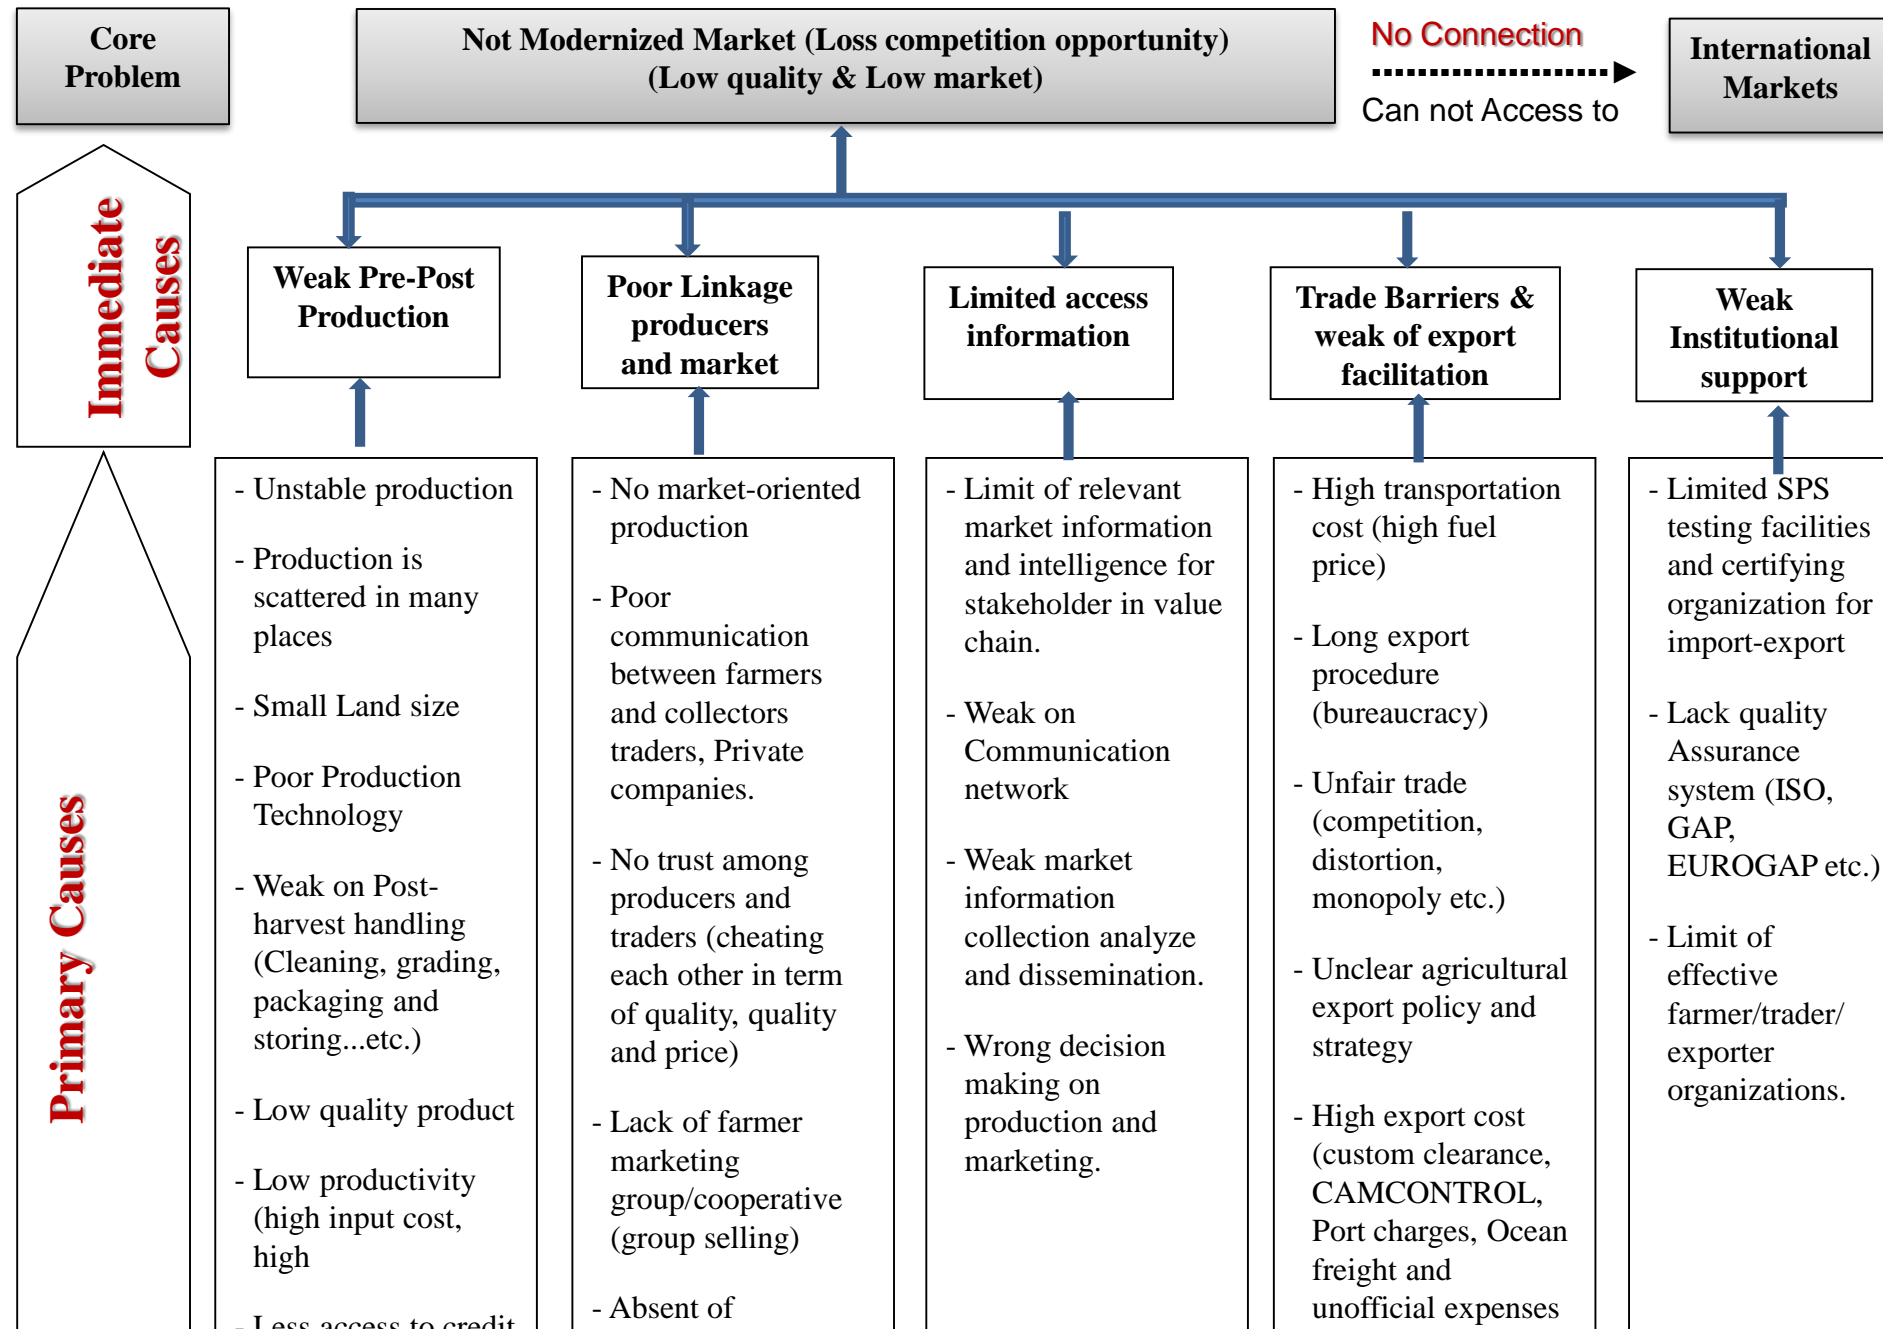 Core
Problem
Not Modernized Market (Loss competition opportunity)
(Low quality & Low market)
No Connection
Can not Access to
International
Markets
Immediate
Causes
Weak Pre-Post
Production
Poor Linkage
producers
and market
Limited access
information
Trade Barriers &
weak of export
facilitation
Weak
Institutional
support
Primary Causes
- Unstable production
- Production is
scattered in many
places
- Small Land size
- Poor Production
Technology
- Weak on Post-
harvest handling
(Cleaning, grading,
packaging and
storing...etc.)
- Low quality product
- Low productivity
(high input cost,
high
- Less access to credit
- No market-oriented
production
- Poor
communication
between farmers
and collectors
traders, Private
companies.
- No trust among
producers and
traders (cheating
each other in term
of quality, quality
and price)
- Lack of farmer
marketing
group/cooperative
(group selling)
- Absent of
- Limit of relevant
market information
and intelligence for
stakeholder in value
chain.
- Weak on
Communication
network
- Weak market
information
collection analyze
and dissemination.
- Wrong decision
making on
production and
marketing.
- High transportation
cost (high fuel
price)
- Long export
procedure
(bureaucracy)
- Unfair trade
(competition,
distortion,
monopoly etc.)
- Unclear agricultural
export policy and
strategy
- High export cost
(custom clearance,
CAMCONTROL,
Port charges, Ocean
freight and
unofficial expenses
- Limited SPS
testing facilities
and certifying
organization for
import-export
- Lack quality
Assurance
system (ISO,
GAP,
EUROGAP etc.)
- Limit of
effective
farmer/trader/
exporter
organizations.